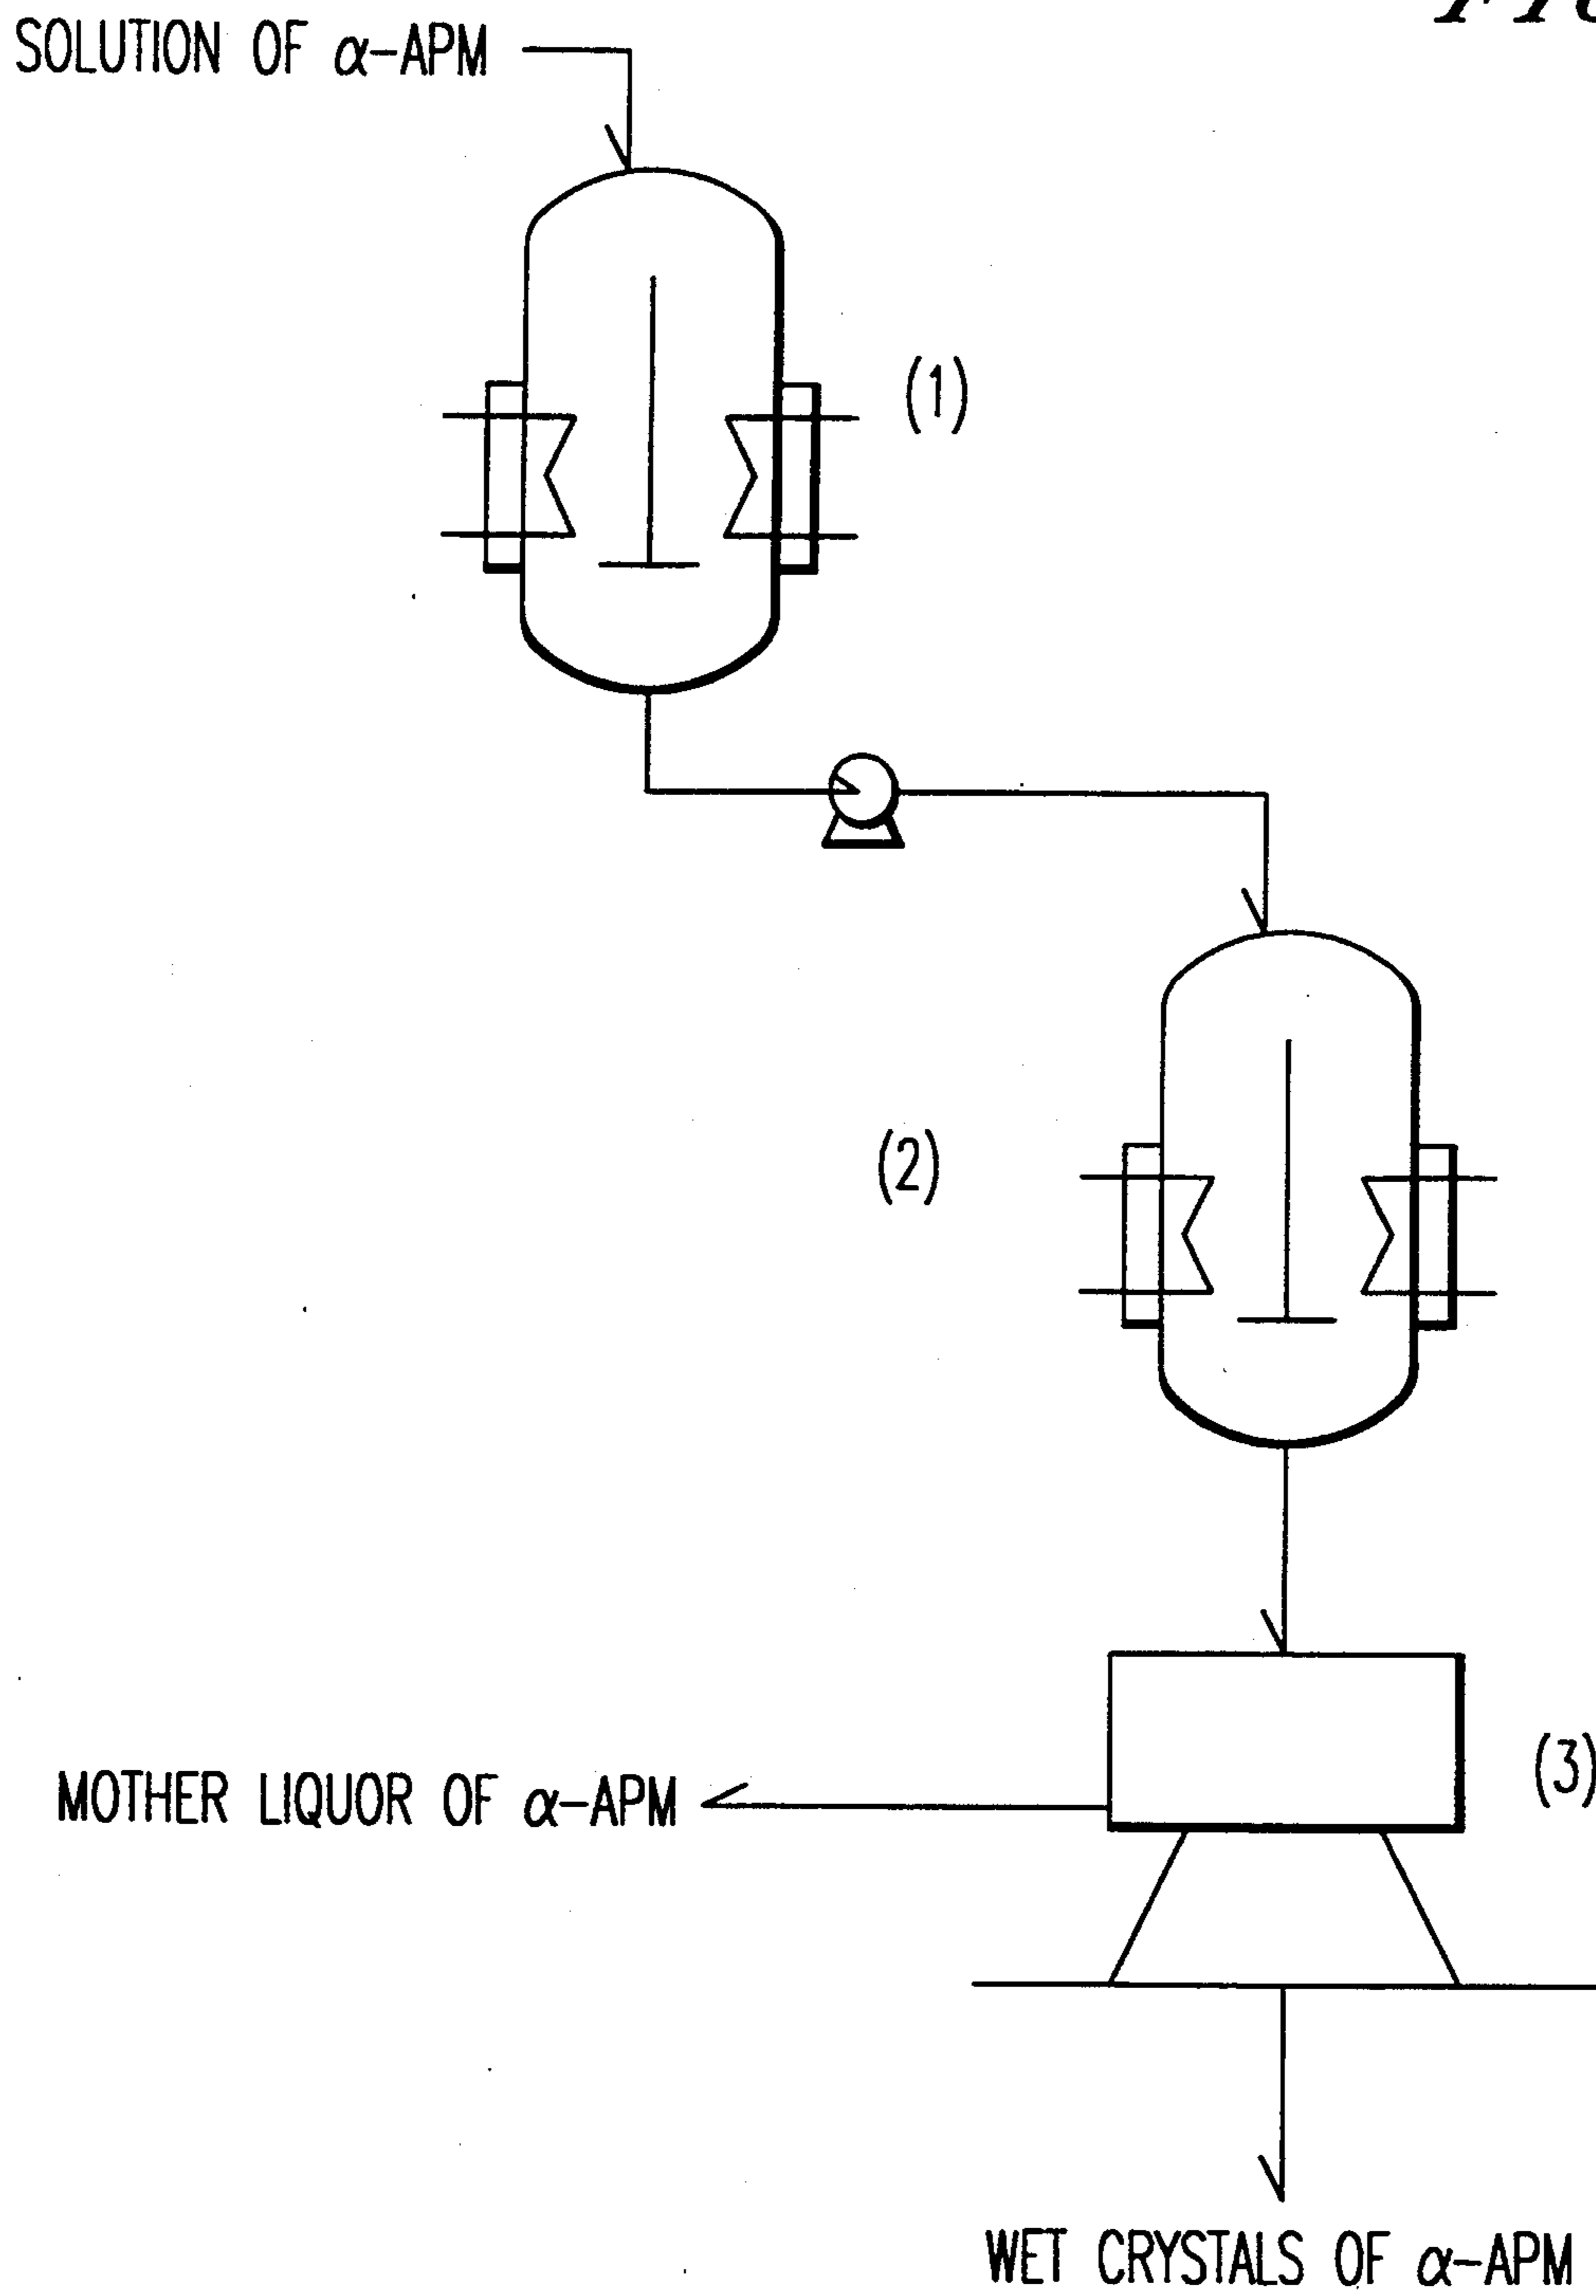 SOLUTION OF α-APM
(1)
(2)
(3)
MOTHER LIQUOR OF α-APM
WET CRYSTALS OF α-APM